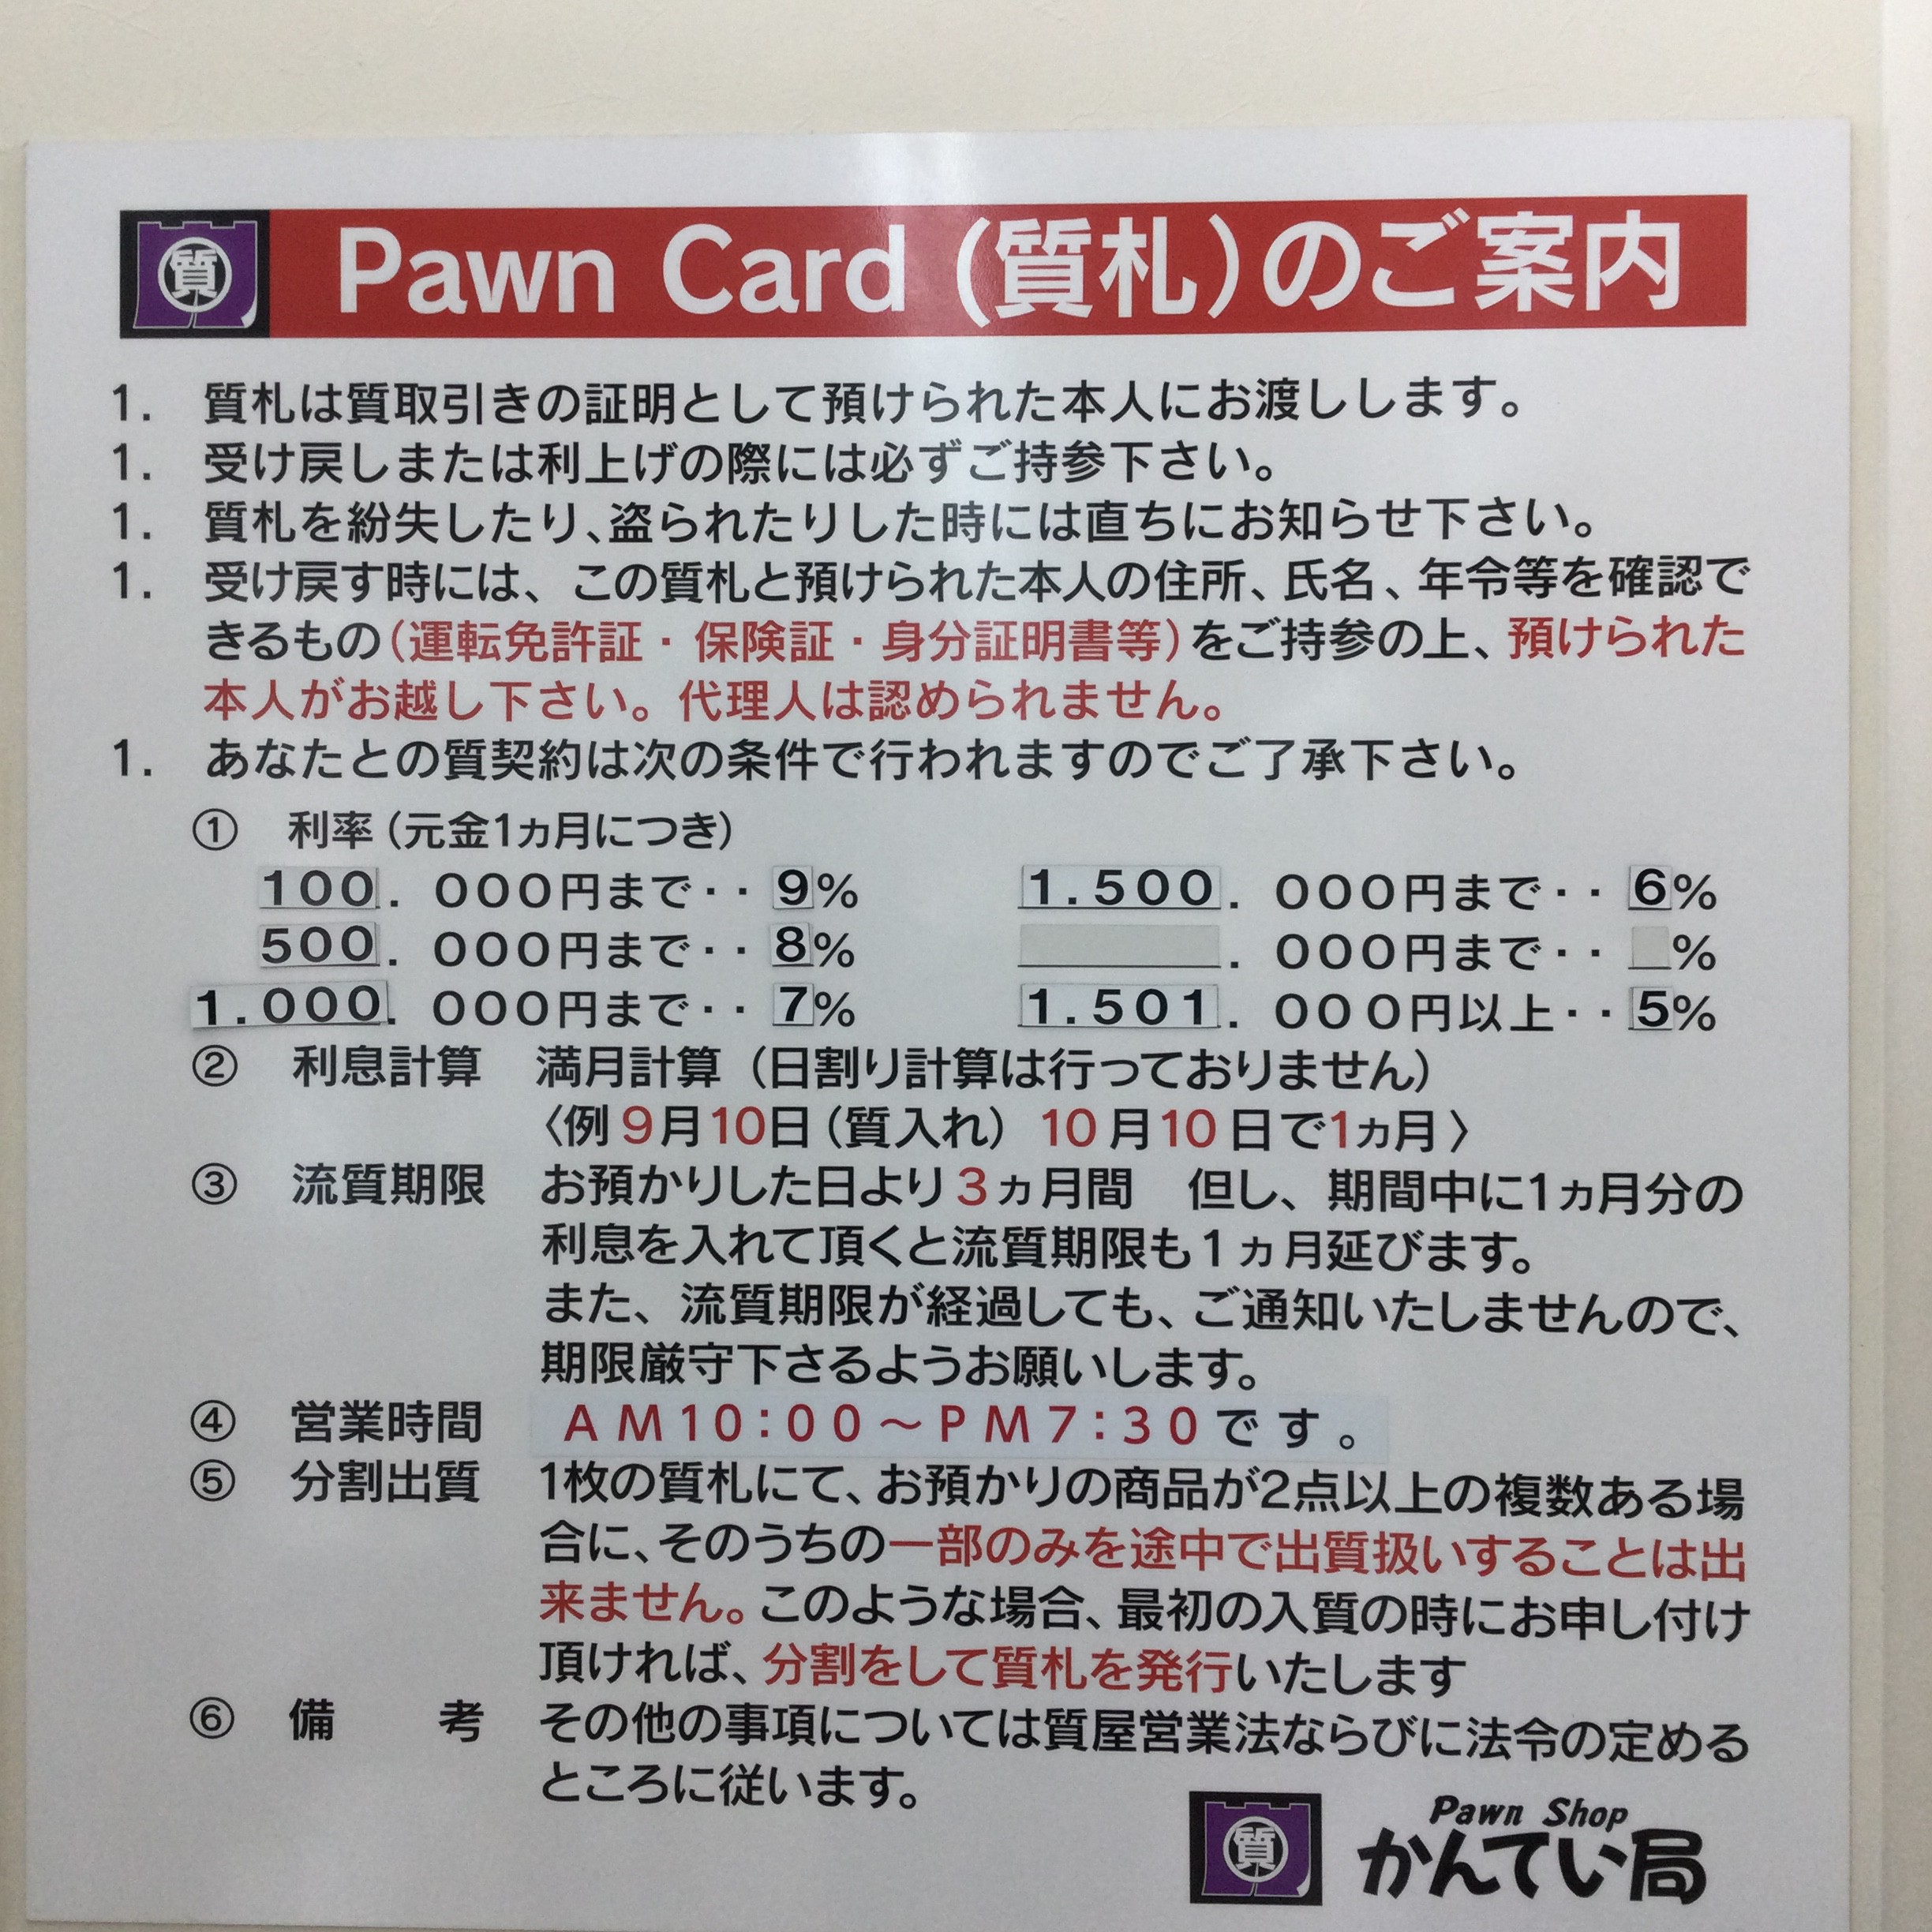 質 Pawn Card (質札)のご案内
1. 質札は質取引きの証明として預けられた本人にお渡しします。
1. 受け戻しまたは利上げの際には必ずご持参下さい。
1. 質札を紛失したり、盗られたりした時には直ちにお知らせ下さい。
1. 受け戻す時には、この質札と預けられた本人の住所、氏名、年令等を確認で
きるもの(運転免許証・保険証・身分証明書等)をご持参の上、預けられた
本人がお越し下さい。代理人は認められません。
1. あなたとの質契約は次の条件で行われますのでご了承下さい。
① 利率(元金1ヵ月につき)
100.000円まで・・9% 1.500.000円まで・・6%
500.000円まで・・8% .000円まで・・ %
1.000.000円まで・・7% 1.501.000円以上・・5%
② 利息計算 満月計算(日割り計算は行っておりません)
〈例 9月10日(質入れ) 10月10日で1ヵ月〉
③ 流質期限 お預かりした日より3ヵ月間 但し、期間中に1ヵ月分の
利息を入れて頂くと流質期限も1ヵ月延びます。
また、流質期限が経過しても、ご通知いたしませんので、
期限厳守下さるようお願いします。
④ 営業時間 AM10:00〜PM7:30です。
⑤ 分割出質 1枚の質札にて、お預かりの商品が2点以上の複数ある場
合に、そのうちの一部のみを途中で出質扱いすることは出
来ません。このような場合、最初の入質の時にお申し付け
頂ければ、分割をして質札を発行いたします
⑥ 備考 その他の事項については質屋営業法ならびに法令の定める
ところに従います。
Pawn Shop
質 かんてい局